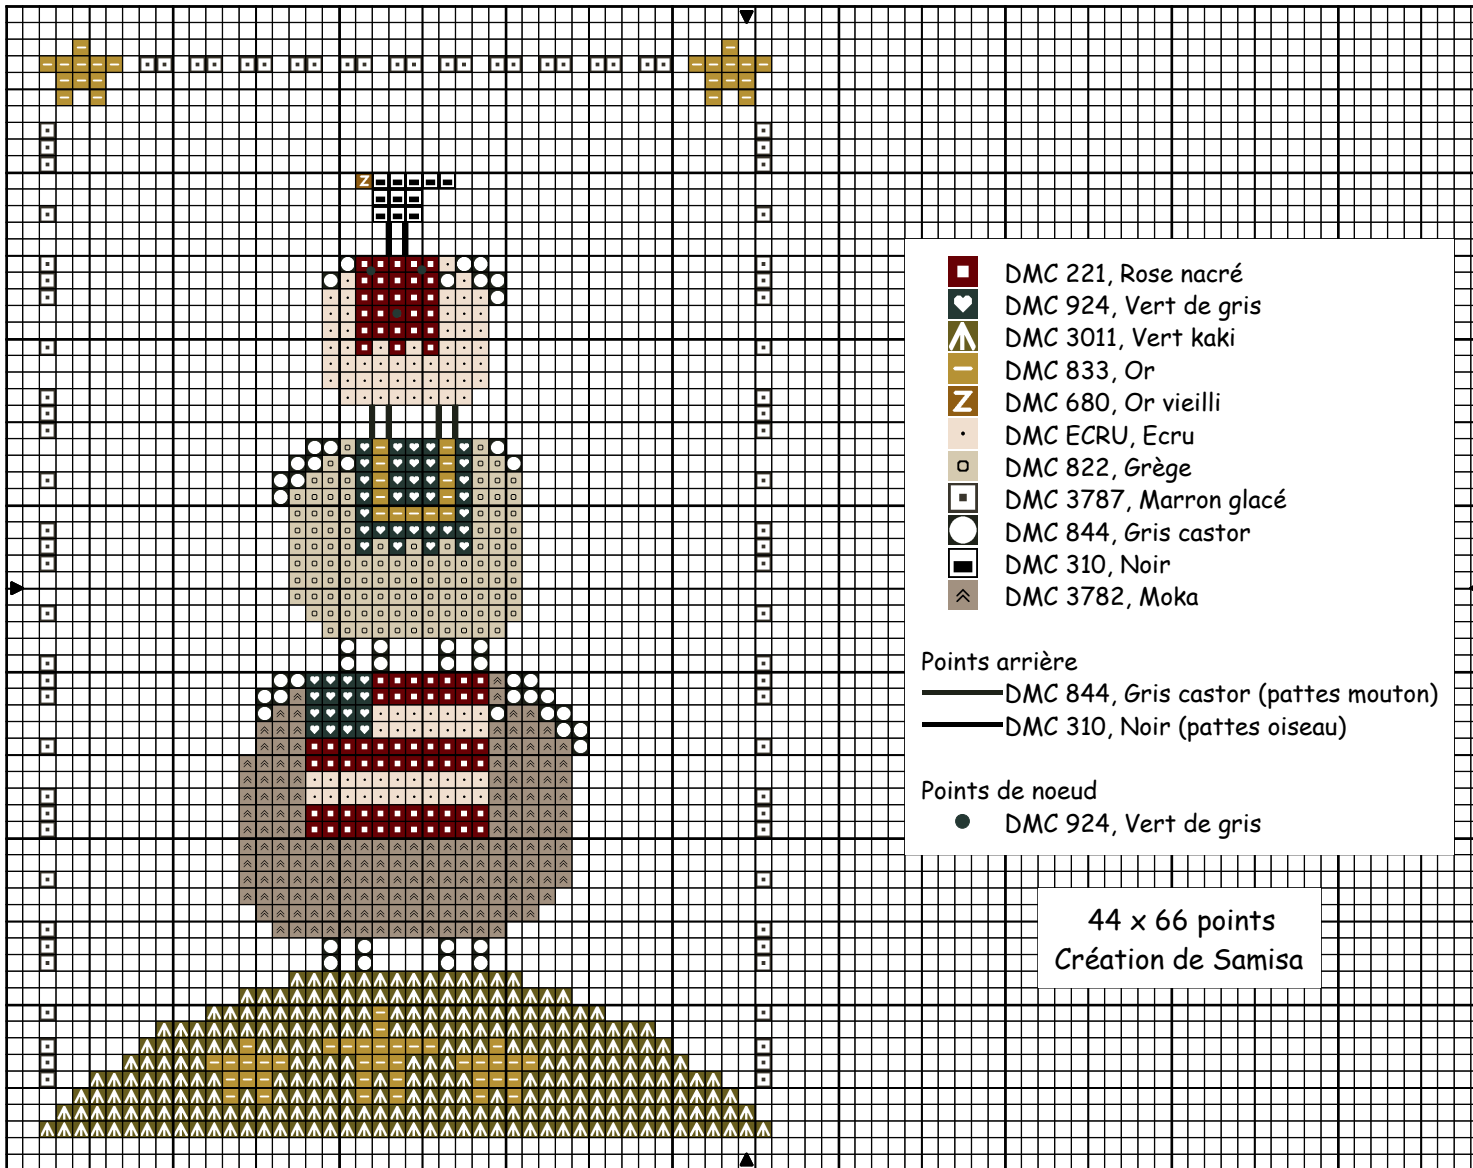 DMC 221, Rose nacré
DMC 924, Vert de gris
DMC 3011, Vert kaki
DMC 833, Or
Z DMC 680, Or vieilli
DMC ECRU, Ecru
DMC 822, Grège
DMC 3787, Marron glacé
DMC 844, Gris castor
DMC 310, Noir
DMC 3782, Moka
Points arrière
DMC 844, Gris castor (pattes mouton)
DMC 310, Noir (pattes oiseau)
Points de noeud
DMC 924, Vert de gris
44 x 66 points
Création de Samisa